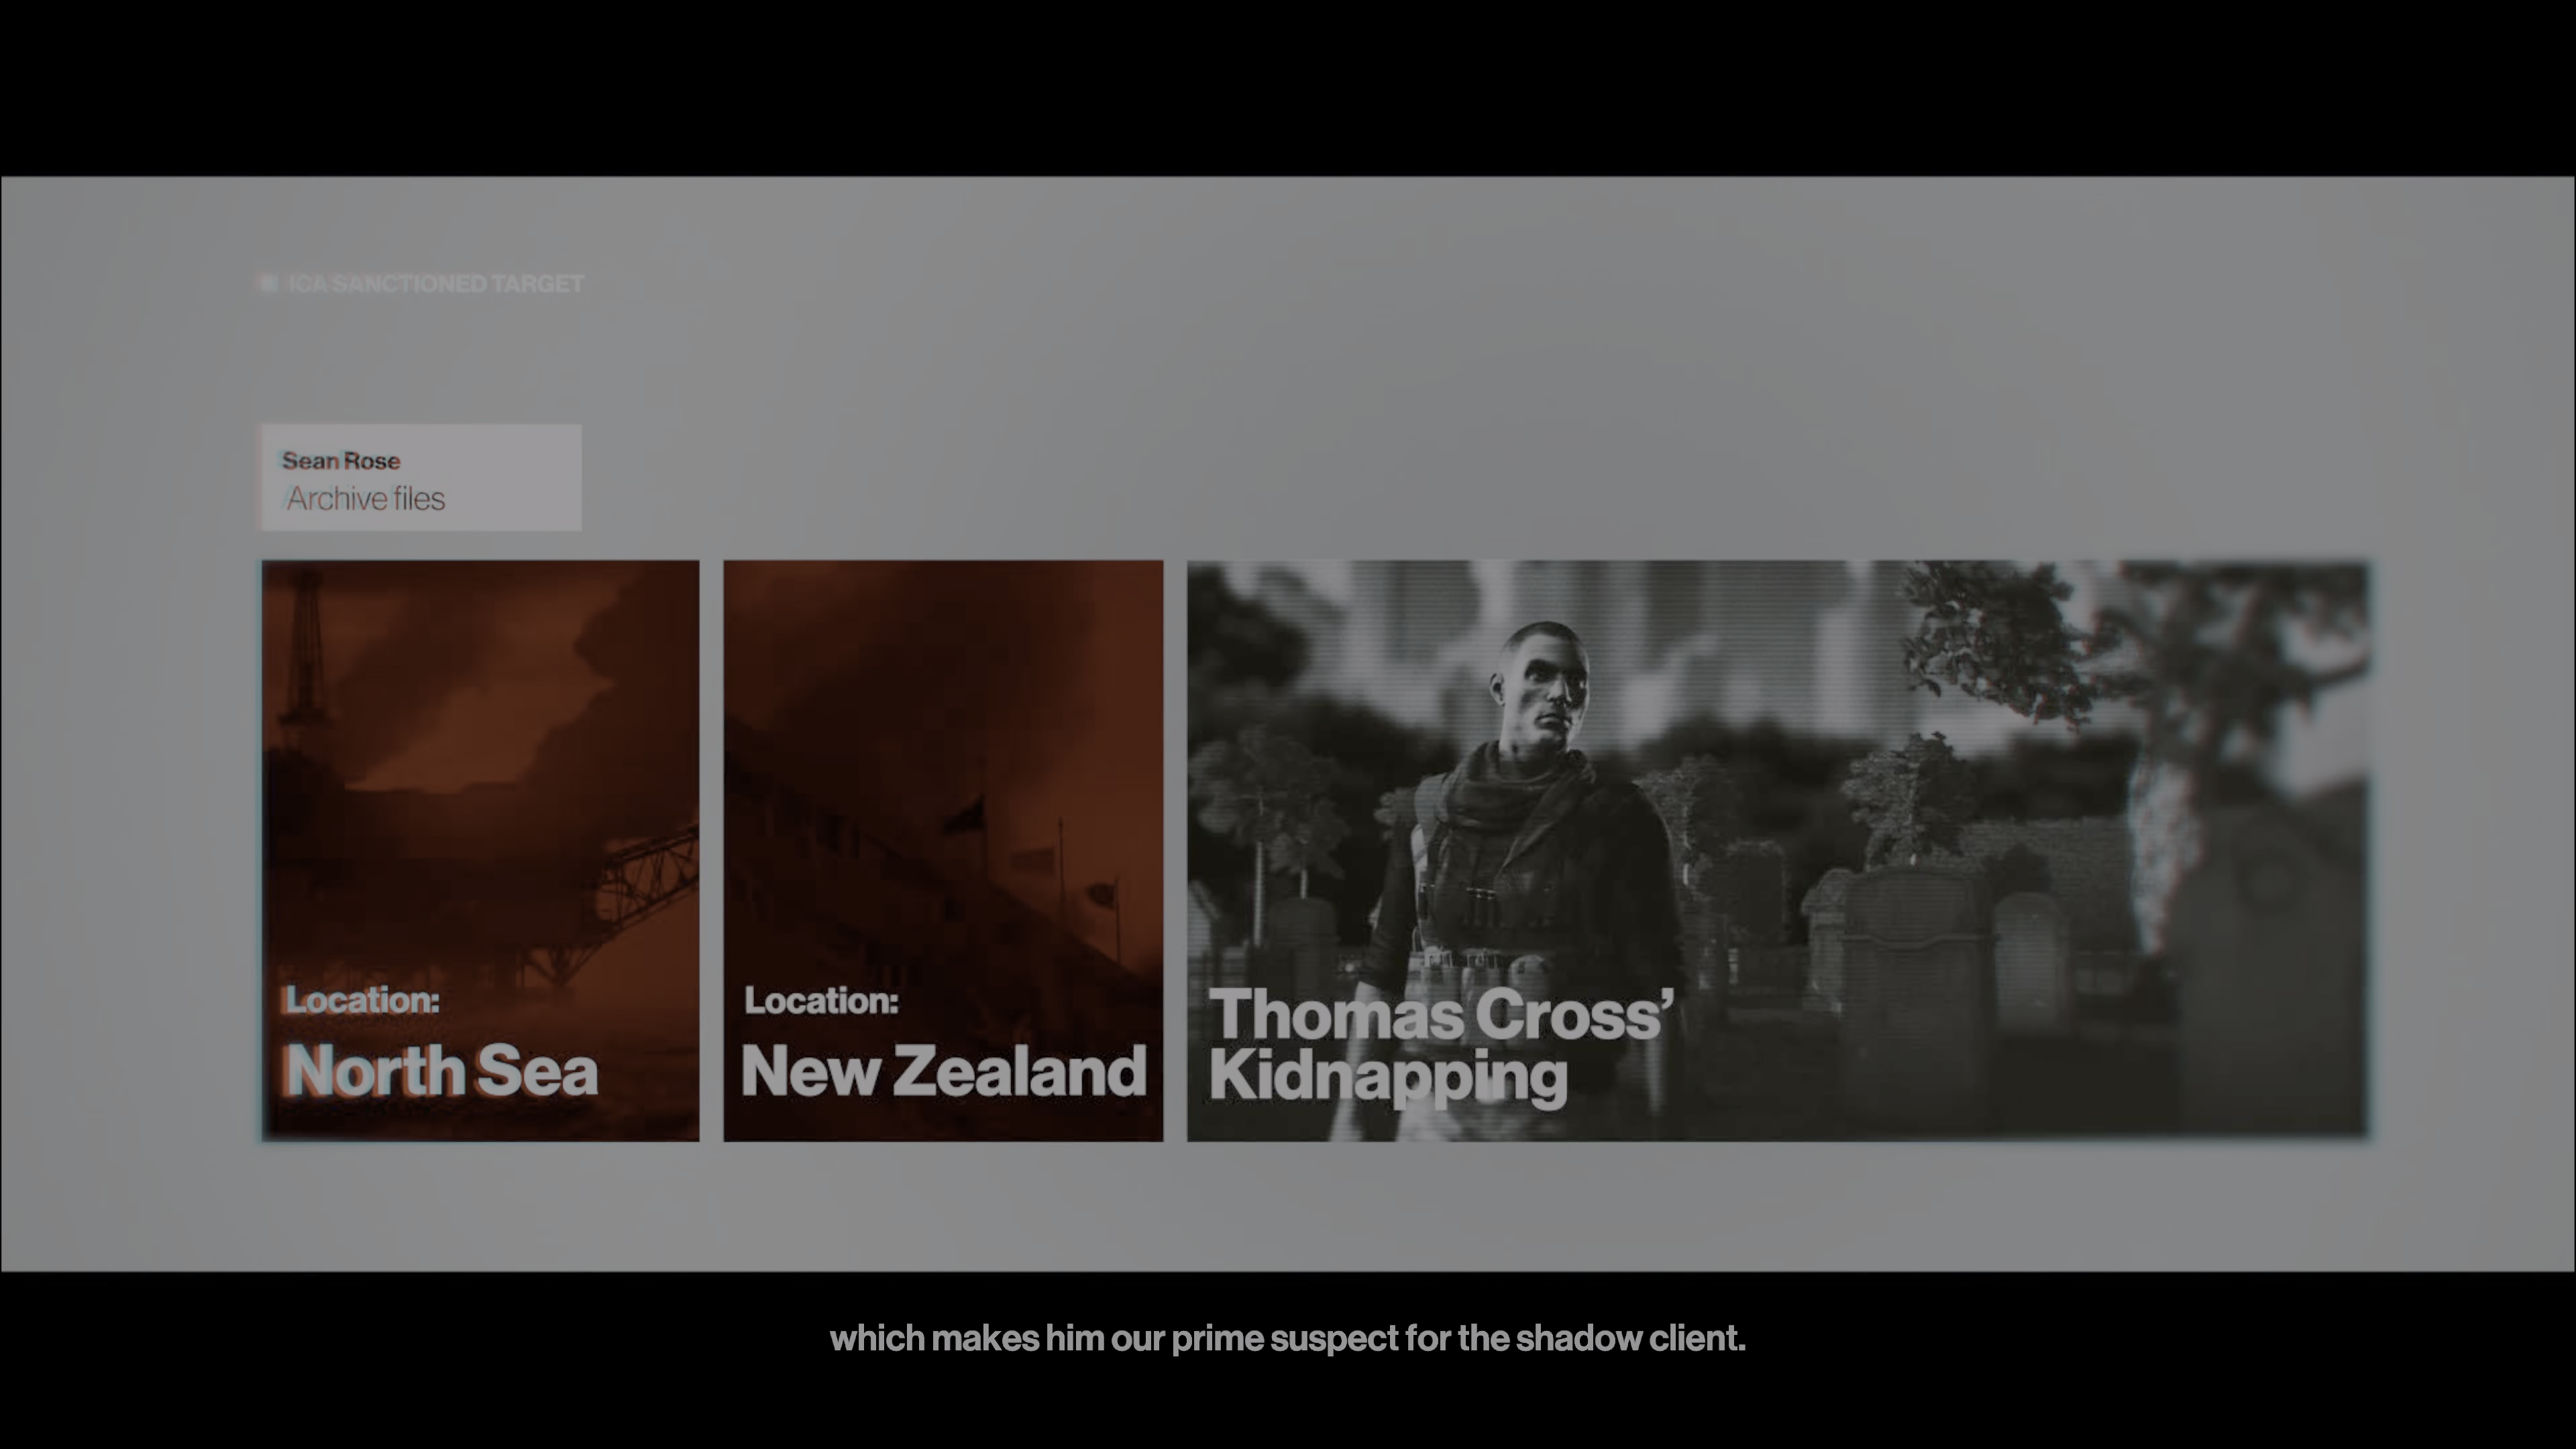 ICA SANCTIONED TARGET
Sean Rose
Archive files
Location:
North Sea
Location:
New Zealand
Thomas Cross’
Kidnapping
which makes him our prime suspect for the shadow client.